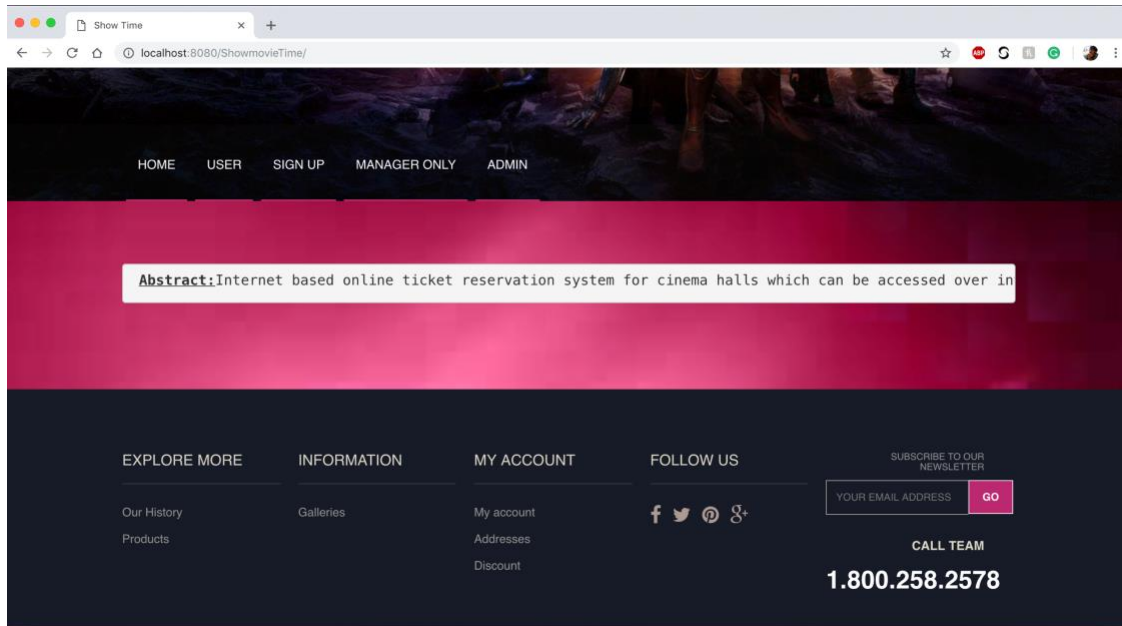 Show Time
localhost:8080/ShowmovieTime/
ABP
HOME USER SIGN UP MANAGER ONLY ADMIN
Abstract:Internet based online ticket reservation system for cinema halls which can be accessed over in
EXPLORE MORE
Our History
Products
INFORMATION
Galleries
MY ACCOUNT
My account
Addresses
Discount
FOLLOW US
SUBSCRIBE TO OUR
NEWSLETTER
YOUR EMAIL ADDRESS GO
CALL TEAM
1.800.258.2578